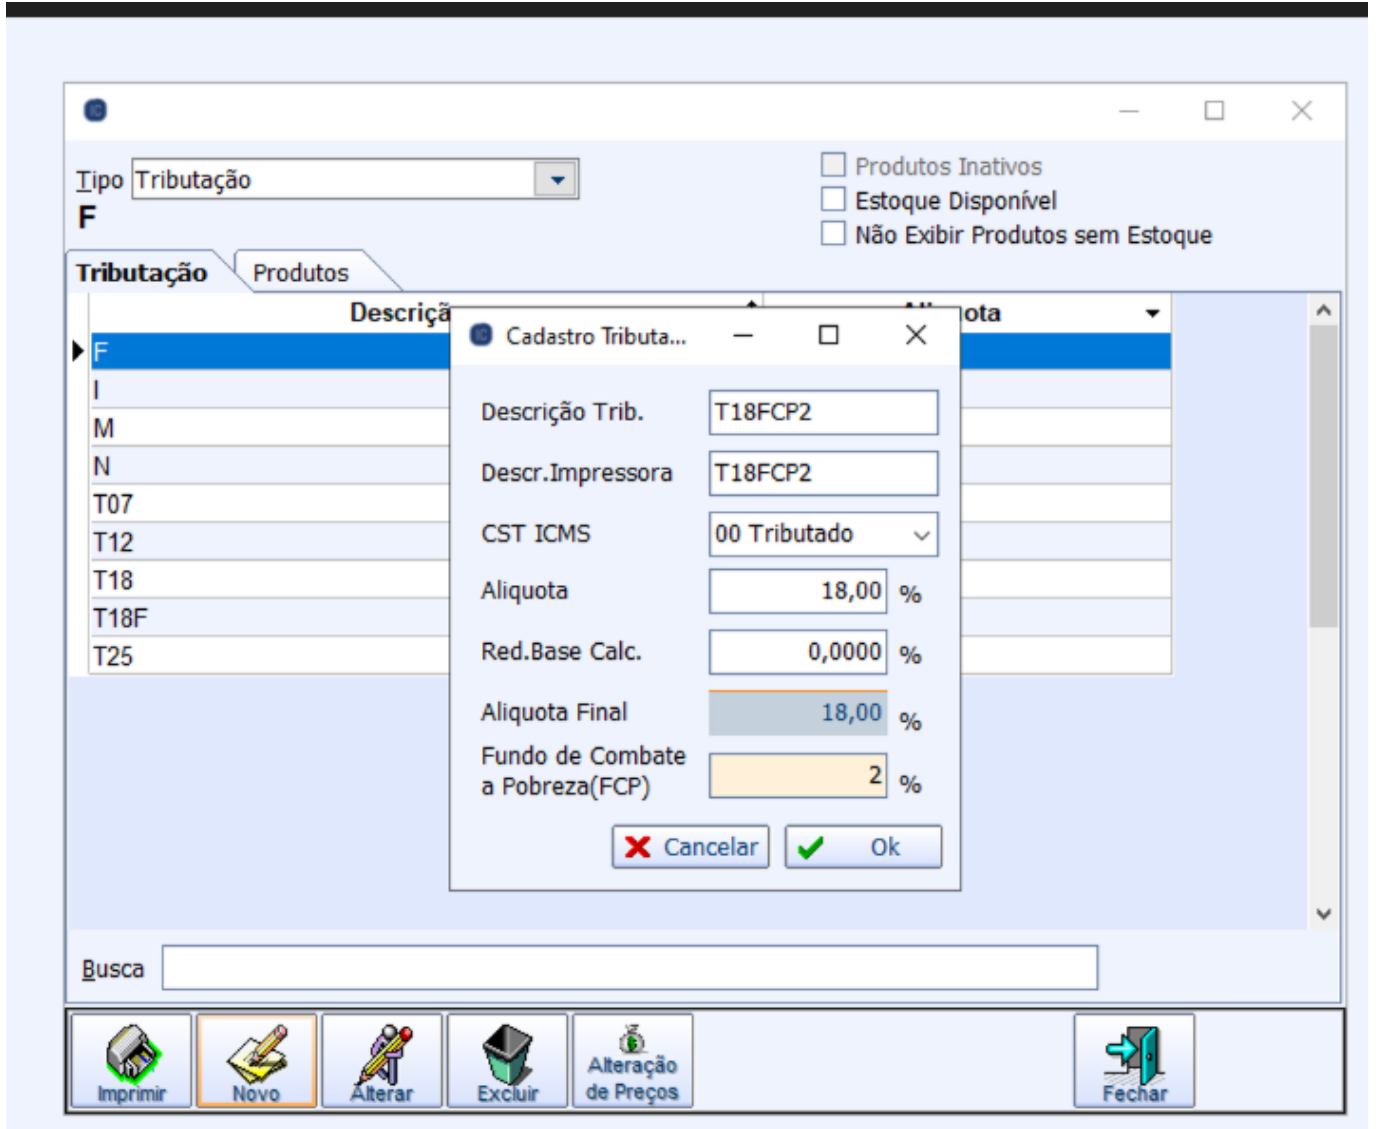 Tipo Tributação
F
Produtos Inativos
Estoque Disponível
Não Exibir Produtos sem Estoque
Tributação Produtos
F
I
M
N
T07
T12
T18
T18F
T25
Cadastro Tributa...
Descrição Trib. T18FCP2
Descr.Impressora T18FCP2
CST ICMS 00 Tributado
Aliquota 18,00 %
Red.Base Calc. 0,0000 %
Aliquota Final 18,00 %
Fundo de Combate
a Pobreza(FCP) 2 %
Cancelar Ok
Busca
Imprimir
Novo
Alterar
Excluir
Alteração
de Preços
Fechar